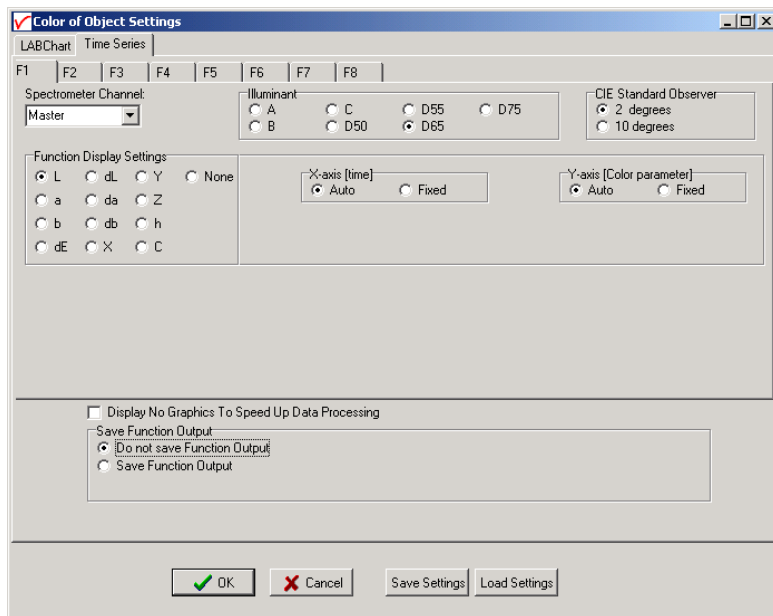 Color of Object Settings
LABChart Time Series
F1 F2 F3 F4 F5 F6 F7 F8
Spectrometer Channel:
Master
Illuminant
A C D55 D75
B D50 D65
CIE Standard Observer
2 degrees
10 degrees
Function Display Settings
L dL Y None
a da Z
b db h
dE X C
X-axis [time]
Auto Fixed
Y-axis [Color parameter]
Auto Fixed
Display No Graphics To Speed Up Data Processing
Save Function Output
Do not save Function Output
Save Function Output
OK Cancel Save Settings Load Settings